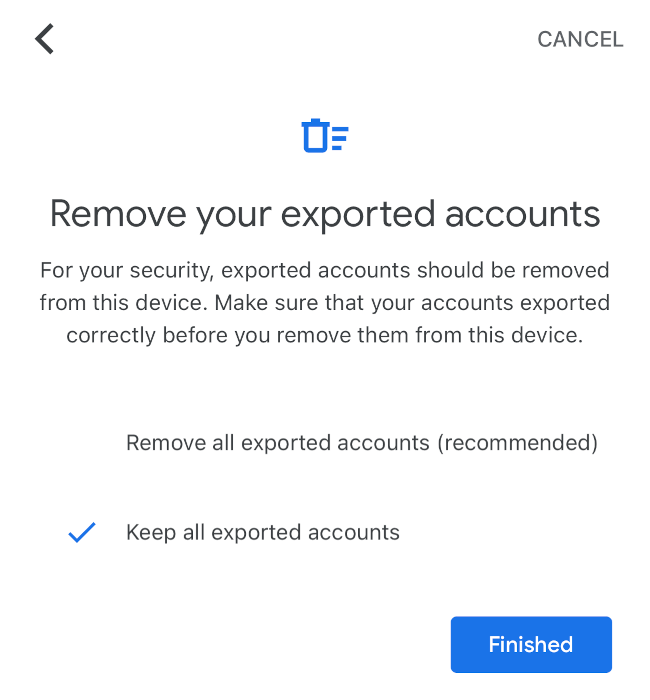 CANCEL
Remove your exported accounts
For your security, exported accounts should be removed
from this device. Make sure that your accounts exported
correctly before you remove them from this device.
Remove all exported accounts (recommended)
Keep all exported accounts
Finished